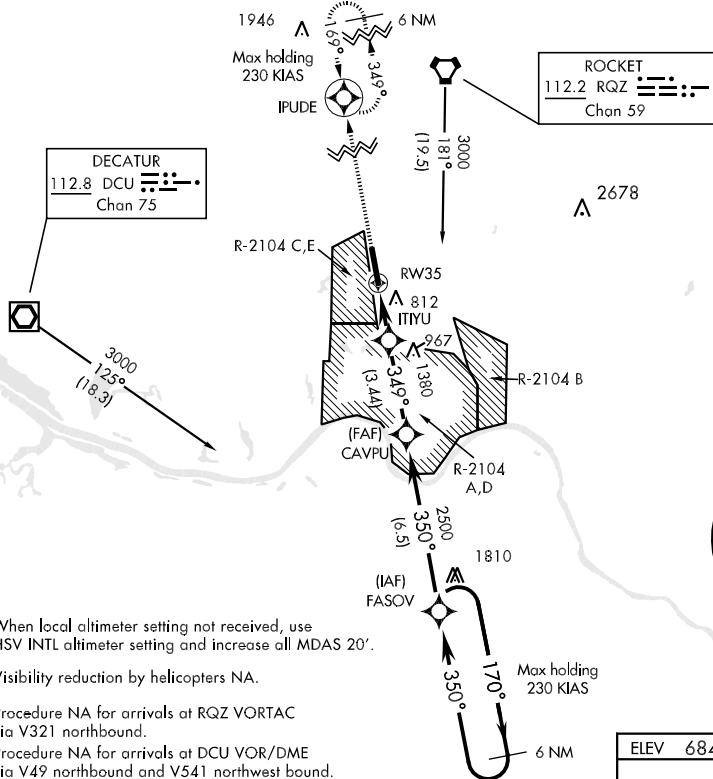 1946
6 NM
169°
349°
Max holding
230 KIAS
IPUDE
ROCKET
112.2 RQZ
Chan 59
3000
181°
(19.5)
DECATUR
112.8 DCU
Chan 75
2678
R-2104 C,E
RW35
812
ITIYU
967
1380
349°
(3.44)
R-2104 B
3000
125°
(18.3)
(FAF)
CAVPU
R-2104
A,D
2500
350°
(6.5)
1810
(IAF)
FASOV
When local altimeter setting not received, use
HSV INTL altimeter setting and increase all MDAS 20'.
Visibility reduction by helicopters NA.
Procedure NA for arrivals at RQZ VORTAC
via V321 northbound.
Procedure NA for arrivals at DCU VOR/DME
via V49 northbound and V541 northwest bound.
350°
170°
Max holding
230 KIAS
6 NM
ELEV 684